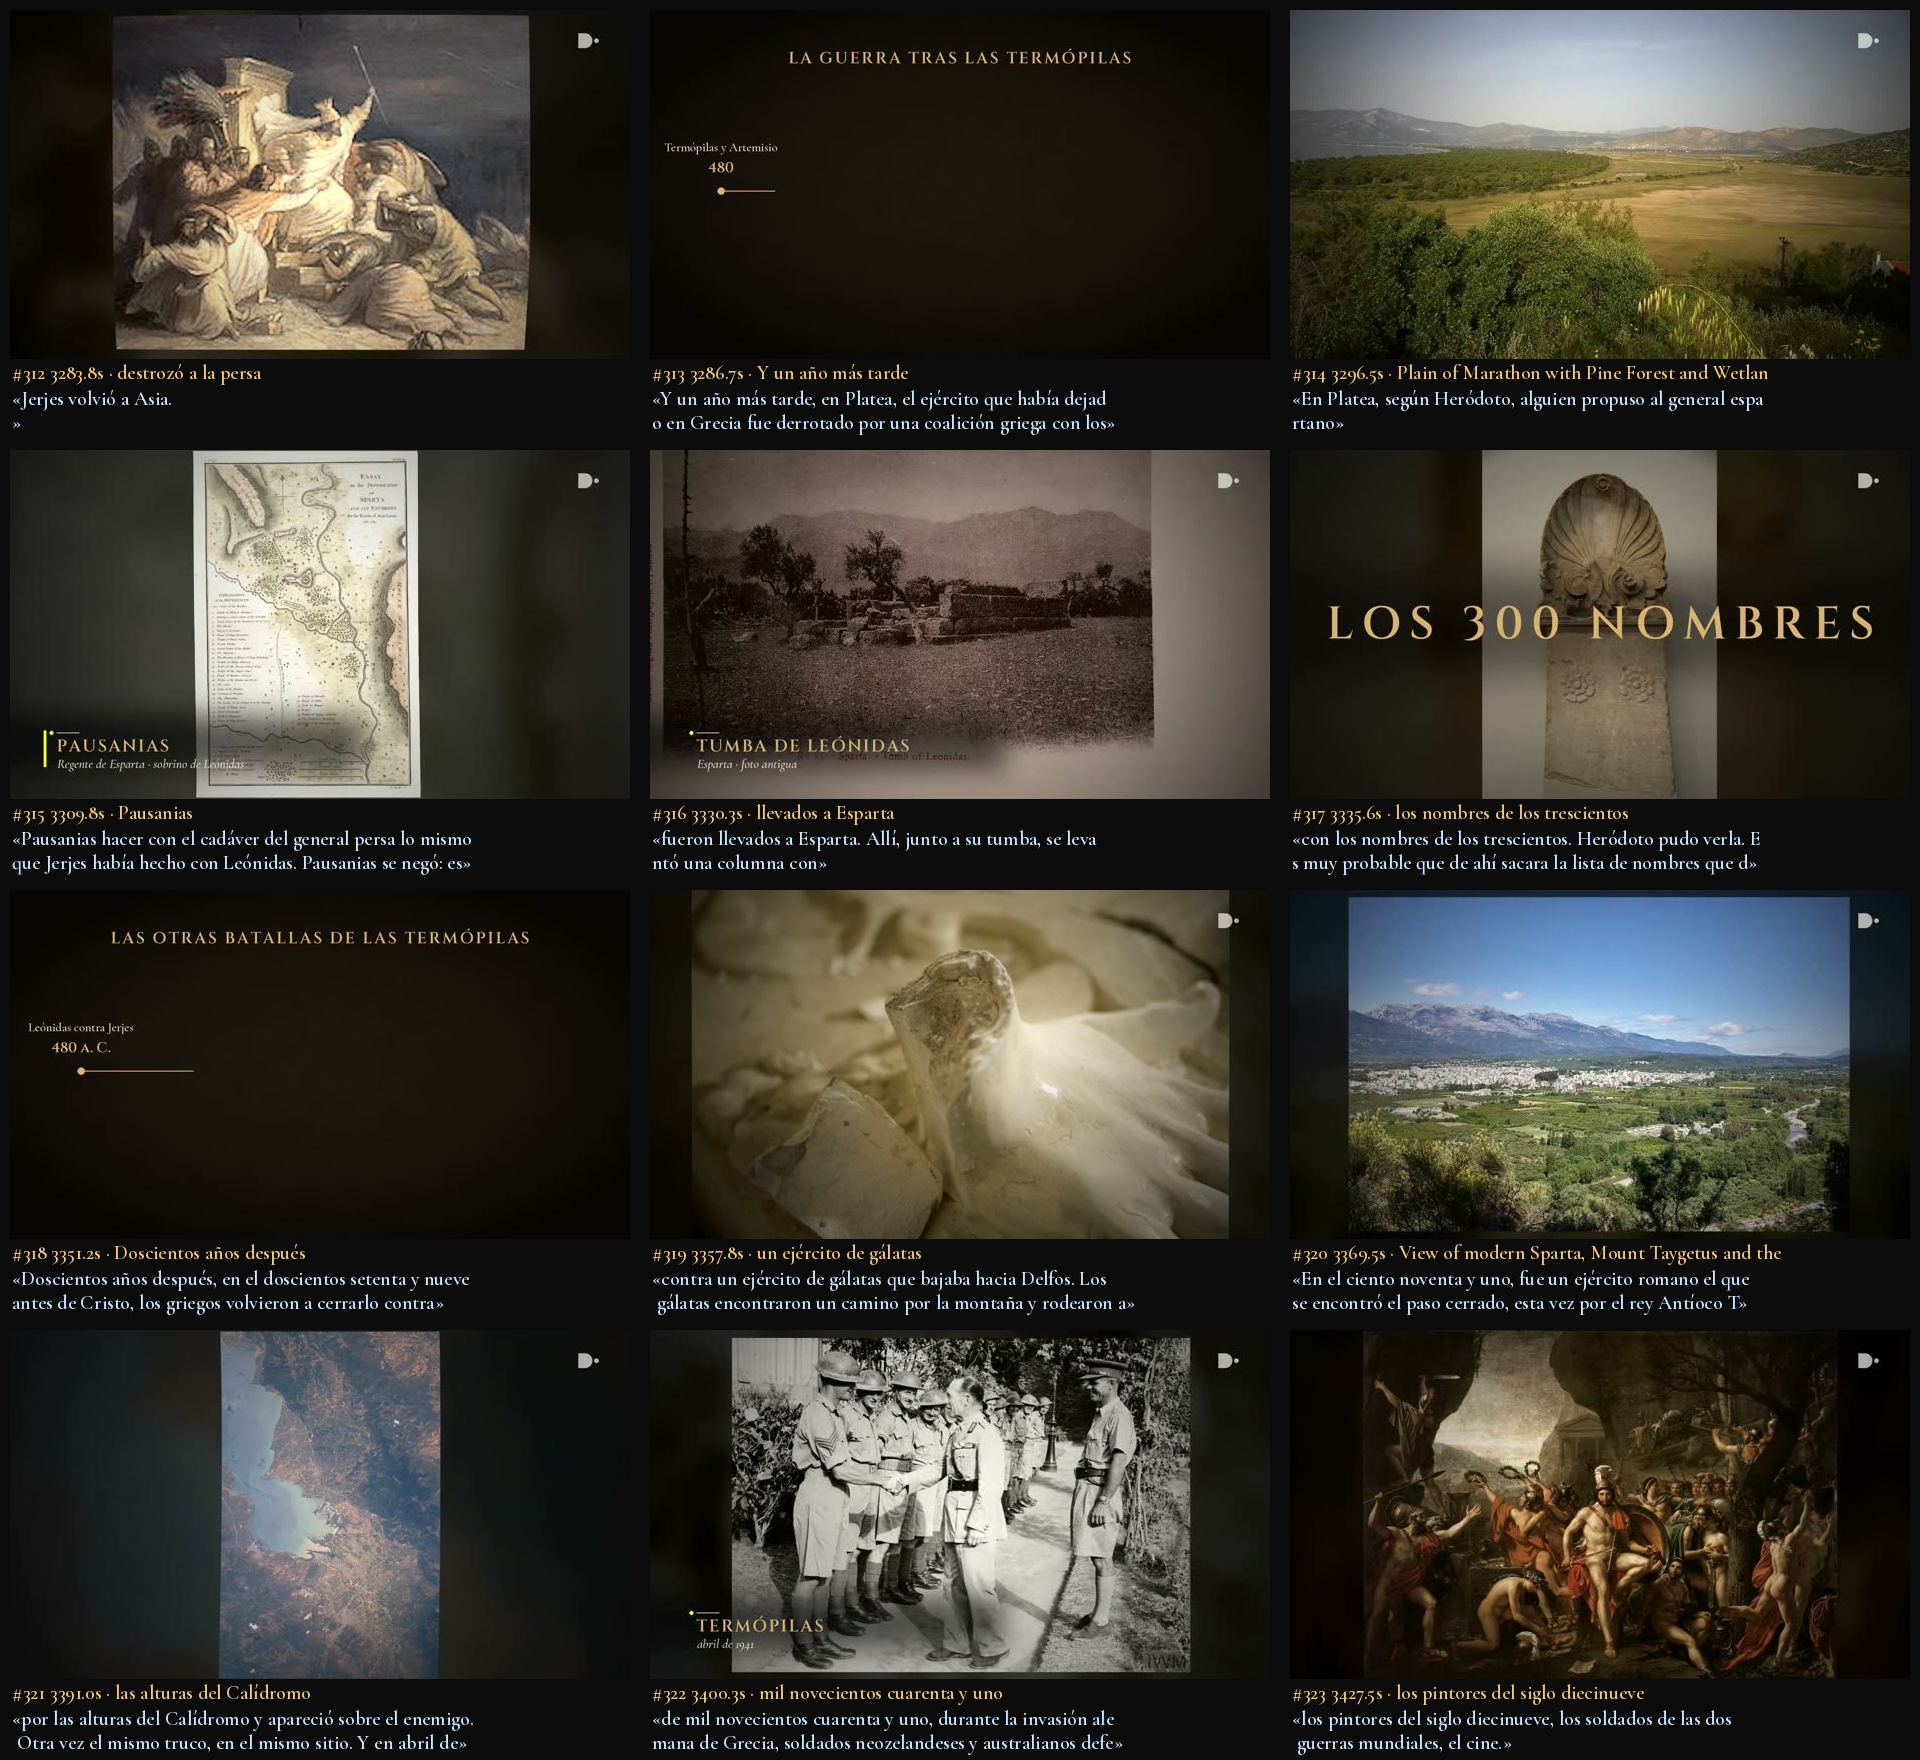 #312 3283.8s · destrozó a la persa
«Jerjes volvió a Asia.
»
LA GUERRA TRAS LAS TERMÓPILAS
Termópilas y Artemisio
480
#313 3286.7s · Y un año más tarde
«Y un año más tarde, en Platea, el ejército que había dejad
o en Grecia fue derrotado por una coalición griega con los»
#314 3296.5s · Plain of Marathon with Pine Forest and Wetlan
«En Platea, según Heródoto, alguien propuso al general espa
rtano»
ESSAY
SPARTA
PAUSANIAS
Regente de Esparta · sobrino de Leónidas
#315 3309.8s · Pausanias
«Pausanias hacer con el cadáver del general persa lo mismo
que Jerjes había hecho con Leónidas. Pausanias se negó: es»
TUMBA DE LEÓNIDAS
Esparta · foto antigua
Sparta - Tomb of Leonidas
#316 3330.3s · llevados a Esparta
«fueron llevados a Esparta. Allí, junto a su tumba, se leva
ntó una columna con»
LOS 300 NOMBRES
#317 3335.6s · los nombres de los trescientos
«con los nombres de los trescientos. Heródoto pudo verla. E
s muy probable que de ahí sacara la lista de nombres que d»
LAS OTRAS BATALLAS DE LAS TERMÓPILAS
Leónidas contra Jerjes
480 A. C.
#318 3351.2s · Doscientos años después
«Doscientos años después, en el doscientos setenta y nueve
antes de Cristo, los griegos volvieron a cerrarlo contra»
#319 3357.8s · un ejército de gálatas
«contra un ejército de gálatas que bajaba hacia Delfos. Los
gálatas encontraron un camino por la montaña y rodearon a»
#320 3369.5s · View of modern Sparta, Mount Taygetus and the
«En el ciento noventa y uno, fue un ejército romano el que
se encontró el paso cerrado, esta vez por el rey Antíoco T»
#321 3391.0s · las alturas del Calídromo
«por las alturas del Calídromo y apareció sobre el enemigo.
Otra vez el mismo truco, en el mismo sitio. Y en abril de»
TERMÓPILAS
abril de 1941
IWM
#322 3400.3s · mil novecientos cuarenta y uno
«de mil novecientos cuarenta y uno, durante la invasión ale
mana de Grecia, soldados neozelandeses y australianos defe»
#323 3427.5s · los pintores del siglo diecinueve
«los pintores del siglo diecinueve, los soldados de las dos
guerras mundiales, el cine.»